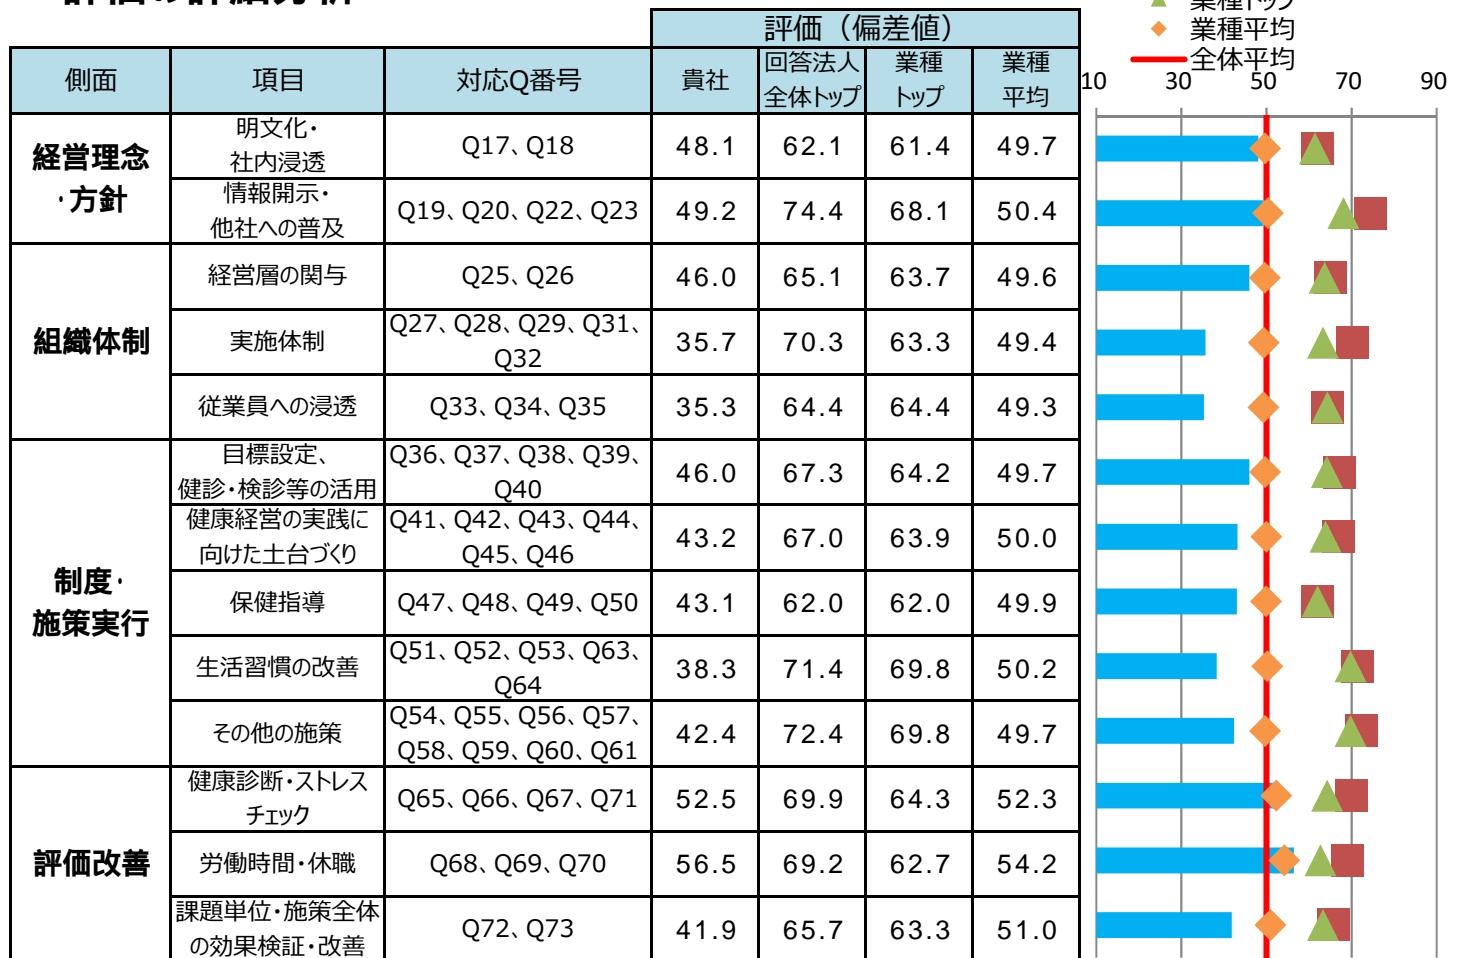 評価の詳細分析
業種トップ
業種平均
全体平均
評価（偏差値）
側面 項目 対応Q番号 貴社 回答法人全体トップ 業種トップ 業種平均
10 30 50 70 90
経営理念・方針
明文化・社内浸透 Q17、Q18 48.1 62.1 61.4 49.7
情報開示・他社への普及 Q19、Q20、Q22、Q23 49.2 74.4 68.1 50.4
組織体制
経営層の関与 Q25、Q26 46.0 65.1 63.7 49.6
実施体制 Q27、Q28、Q29、Q31、Q32 35.7 70.3 63.3 49.4
従業員への浸透 Q33、Q34、Q35 35.3 64.4 64.4 49.3
制度・施策実行
目標設定、健診・検診等の活用 Q36、Q37、Q38、Q39、Q40 46.0 67.3 64.2 49.7
健康経営の実践に向けた土台づくり Q41、Q42、Q43、Q44、Q45、Q46 43.2 67.0 63.9 50.0
保健指導 Q47、Q48、Q49、Q50 43.1 62.0 62.0 49.9
生活習慣の改善 Q51、Q52、Q53、Q63、Q64 38.3 71.4 69.8 50.2
その他の施策 Q54、Q55、Q56、Q57、Q58、Q59、Q60、Q61 42.4 72.4 69.8 49.7
評価改善
健康診断・ストレスチェック Q65、Q66、Q67、Q71 52.5 69.9 64.3 52.3
労働時間・休職 Q68、Q69、Q70 56.5 69.2 62.7 54.2
課題単位・施策全体の効果検証・改善 Q72、Q73 41.9 65.7 63.3 51.0